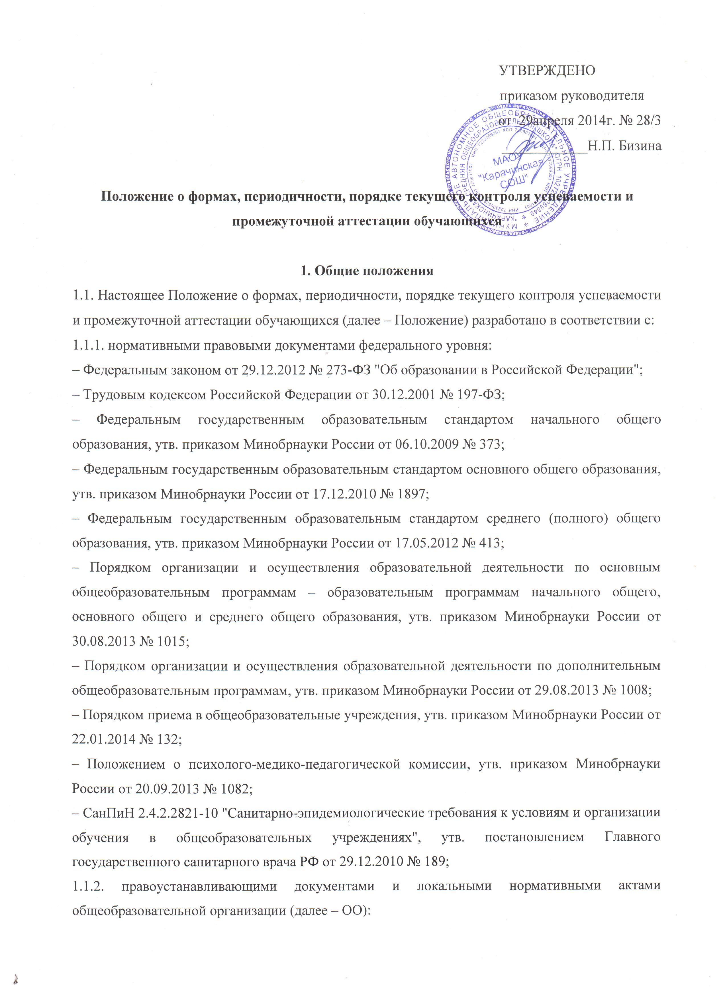 УТВЕРЖДЕНО
приказом руководителя
от 29апреля 2014г. № 28/3
____________Н.П. Бизина
МАОУ
"Карачинская
СОШ"
Положение о формах, периодичности, порядке текущего контроля успеваемости и
промежуточной аттестации обучающихся
1. Общие положения
1.1. Настоящее Положение о формах, периодичности, порядке текущего контроля успеваемости
и промежуточной аттестации обучающихся (далее – Положение) разработано в соответствии с:
1.1.1. нормативными правовыми документами федерального уровня:
– Федеральным законом от 29.12.2012 № 273-ФЗ "Об образовании в Российской Федерации";
– Трудовым кодексом Российской Федерации от 30.12.2001 № 197-ФЗ;
– Федеральным государственным образовательным стандартом начального общего
образования, утв. приказом Минобрнауки России от 06.10.2009 № 373;
– Федеральным государственным образовательным стандартом основного общего образования,
утв. приказом Минобрнауки России от 17.12.2010 № 1897;
– Федеральным государственным образовательным стандартом среднего (полного) общего
образования, утв. приказом Минобрнауки России от 17.05.2012 № 413;
– Порядком организации и осуществления образовательной деятельности по основным
общеобразовательным программам – образовательным программам начального общего,
основного общего и среднего общего образования, утв. приказом Минобрнауки России от
30.08.2013 № 1015;
– Порядком организации и осуществления образовательной деятельности по дополнительным
общеобразовательным программам, утв. приказом Минобрнауки России от 29.08.2013 № 1008;
– Порядком приема в общеобразовательные учреждения, утв. приказом Минобрнауки России от
22.01.2014 № 132;
– Положением о психолого-медико-педагогической комиссии, утв. приказом Минобрнауки
России от 20.09.2013 № 1082;
– СанПиН 2.4.2.2821-10 "Санитарно-эпидемиологические требования к условиям и организации
обучения в общеобразовательных учреждениях", утв. постановлением Главного
государственного санитарного врача РФ от 29.12.2010 № 189;
1.1.2. правоустанавливающими документами и локальными нормативными актами
общеобразовательной организации (далее – ОО):